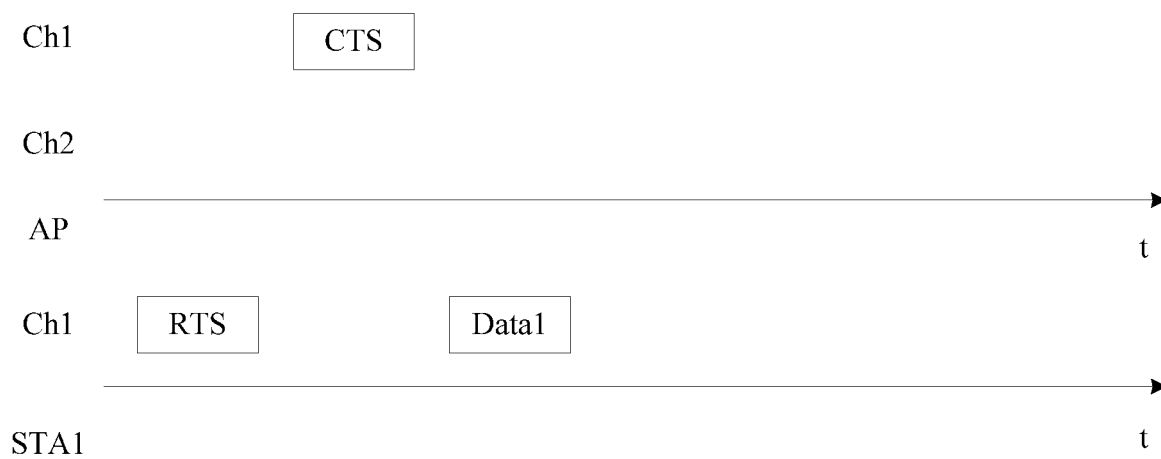 Ch1 CTS
Ch2
AP
t
Ch1 RTS Data1
STA1 t